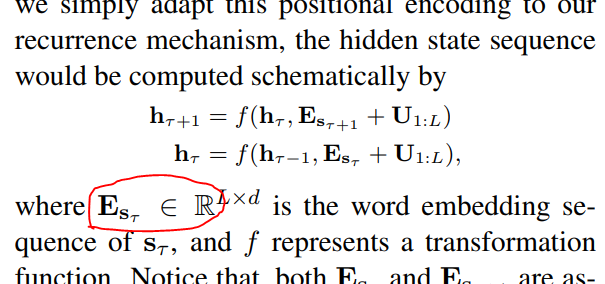 we simply adapt this positional encoding to our
recurrence mechanism, the hidden state sequence
would be computed schematically by
h_{τ+1} = f(h_τ, E_{s_{τ+1}} + U_{1:L})
h_τ = f(h_{τ−1}, E_{s_τ} + U_{1:L}),
where E_{s_τ} ∈ ℝ^{L×d} is the word embedding se-
quence of s_τ, and f represents a transformation
function. Notice that both E_{s_τ} and E_{s_{τ+1}} are as-